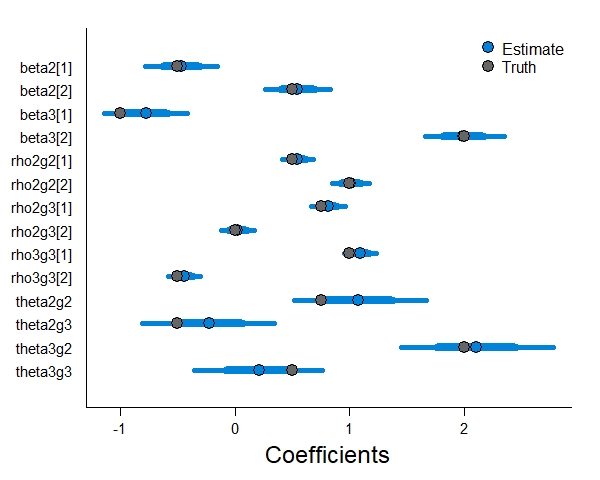 Estimate
Truth
beta2[1]
beta2[2]
beta3[1]
beta3[2]
rho2g2[1]
rho2g2[2]
rho2g3[1]
rho2g3[2]
rho3g3[1]
rho3g3[2]
theta2g2
theta2g3
theta3g2
theta3g3
-1 0 1 2
Coefficients